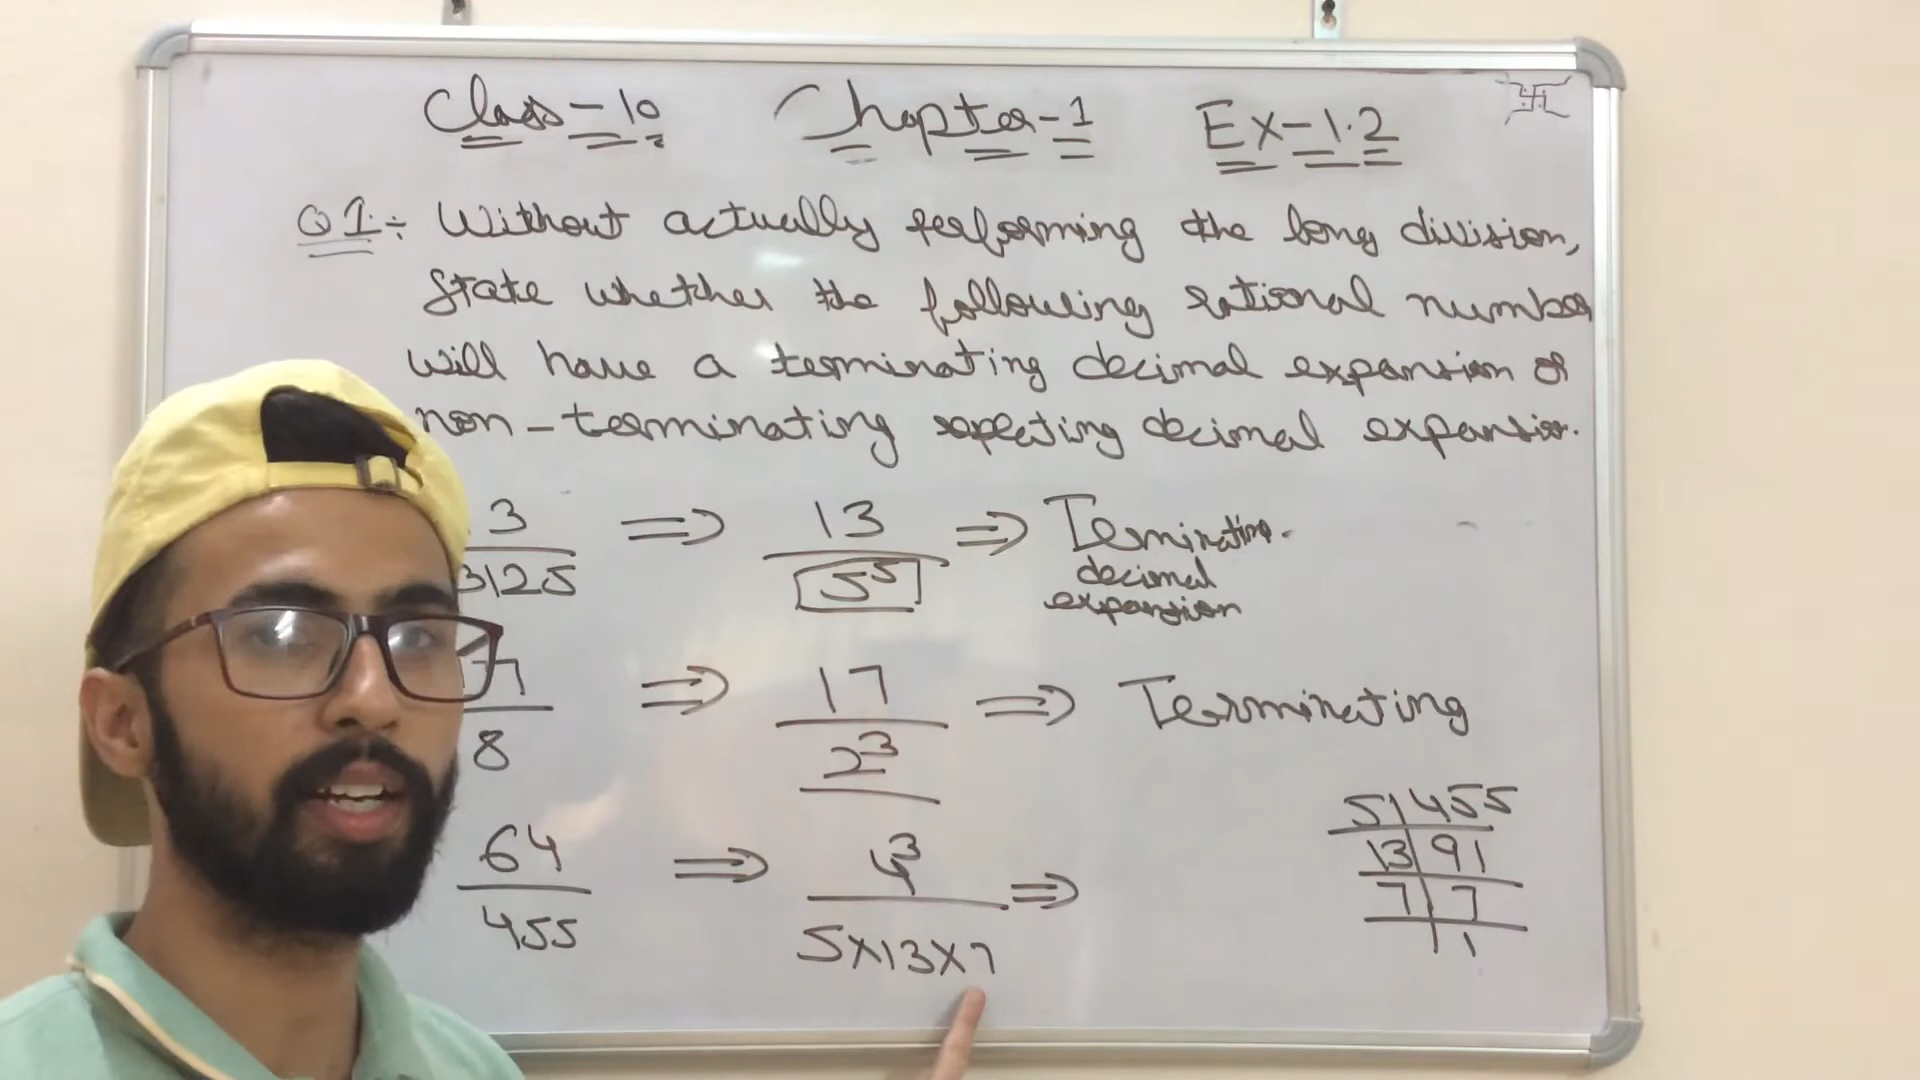 Class-10 Chapter-1 Ex-1.2
Q1÷ Without actually performing the long division,
State whether the following rational number
will have a terminating decimal expansion or
non-terminating repeating decimal expansion.
3/3125 ⇒ 13/5⁵ ⇒ Terminating decimal expansion
17/8 ⇒ 17/2³ ⇒ Terminating
64/455 ⇒ 4³/5×13×7 ⇒
5 | 455
13 | 91
7 | 7
| 1